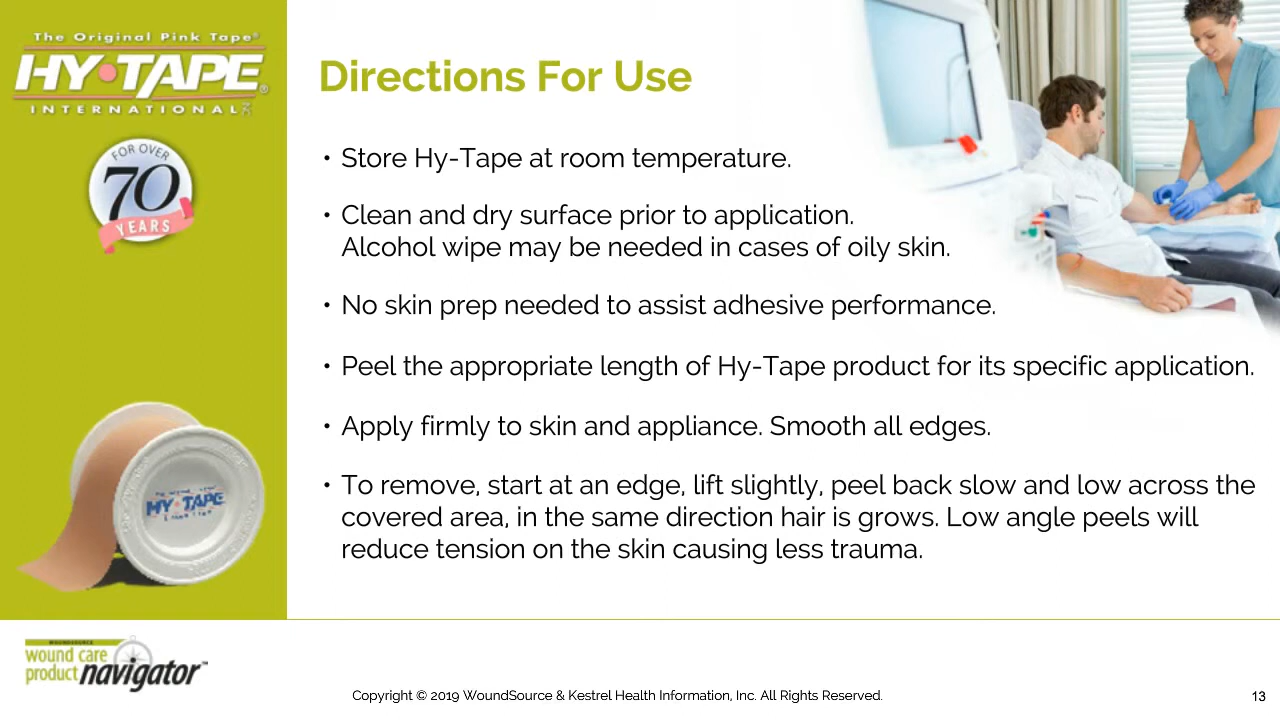 The Original Pink Tape®
HY•TAPE®
INTERNATIONAL
FOR OVER
70
YEARS
Directions For Use
• Store Hy-Tape at room temperature.
• Clean and dry surface prior to application.
Alcohol wipe may be needed in cases of oily skin.
• No skin prep needed to assist adhesive performance.
• Peel the appropriate length of Hy-Tape product for its specific application.
• Apply firmly to skin and appliance. Smooth all edges.
• To remove, start at an edge, lift slightly, peel back slow and low across the
covered area, in the same direction hair is grows. Low angle peels will
reduce tension on the skin causing less trauma.
HY•TAPE
WOUNDSOURCE
wound care
product navigator™
Copyright © 2019 WoundSource & Kestrel Health Information, Inc. All Rights Reserved.
13